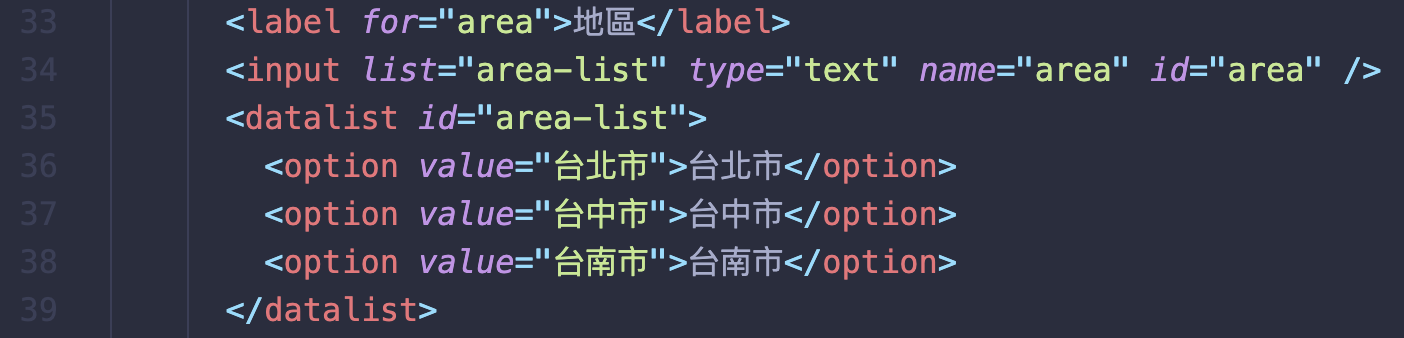 33 <label for="area">地區</label>
34 <input list="area-list" type="text" name="area" id="area" />
35 <datalist id="area-list">
36 <option value="台北市">台北市</option>
37 <option value="台中市">台中市</option>
38 <option value="台南市">台南市</option>
39 </datalist>